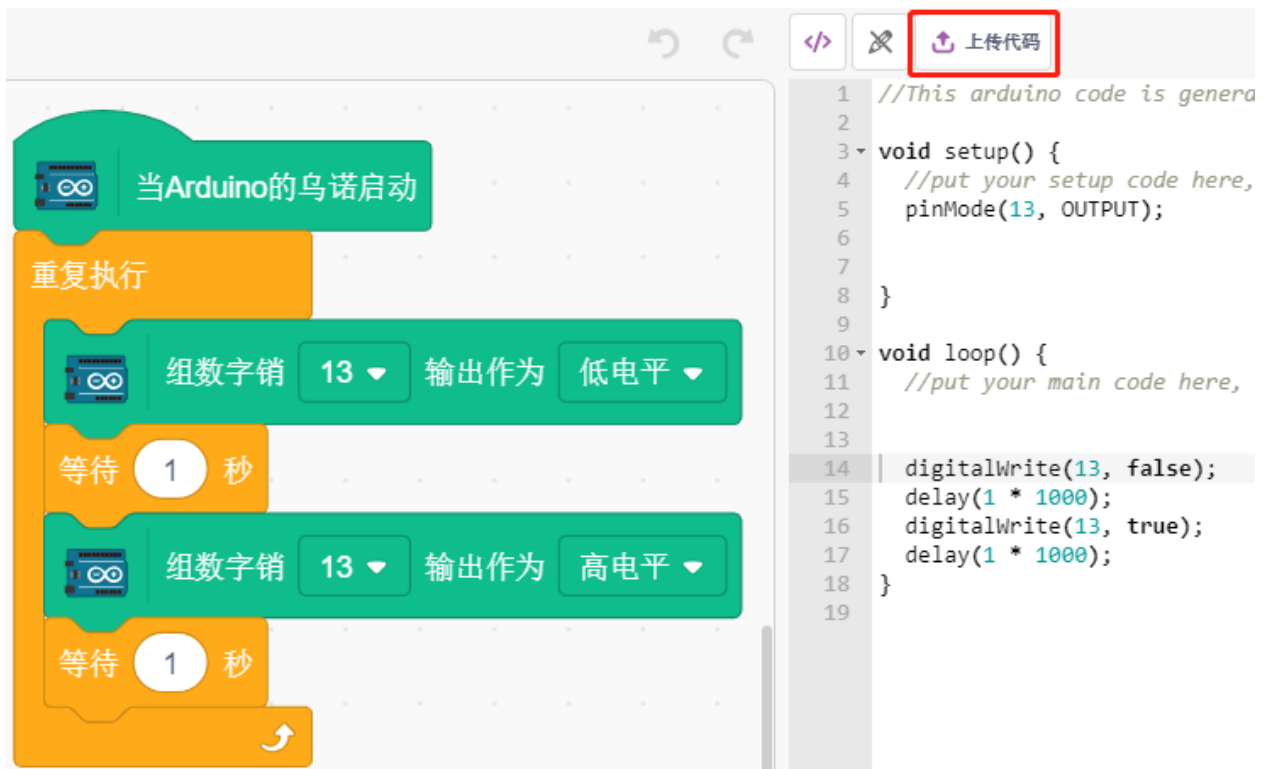 </> 上传代码
当Arduino的乌诺启动
重复执行
组数字销 13 输出作为 低电平
等待 1 秒
组数字销 13 输出作为 高电平
等待 1 秒
1 //This arduino code is genera
2
3 void setup() {
4 //put your setup code here,
5 pinMode(13, OUTPUT);
6
7
8 }
9
10 void loop() {
11 //put your main code here,
12
13
14 digitalWrite(13, false);
15 delay(1 * 1000);
16 digitalWrite(13, true);
17 delay(1 * 1000);
18 }
19